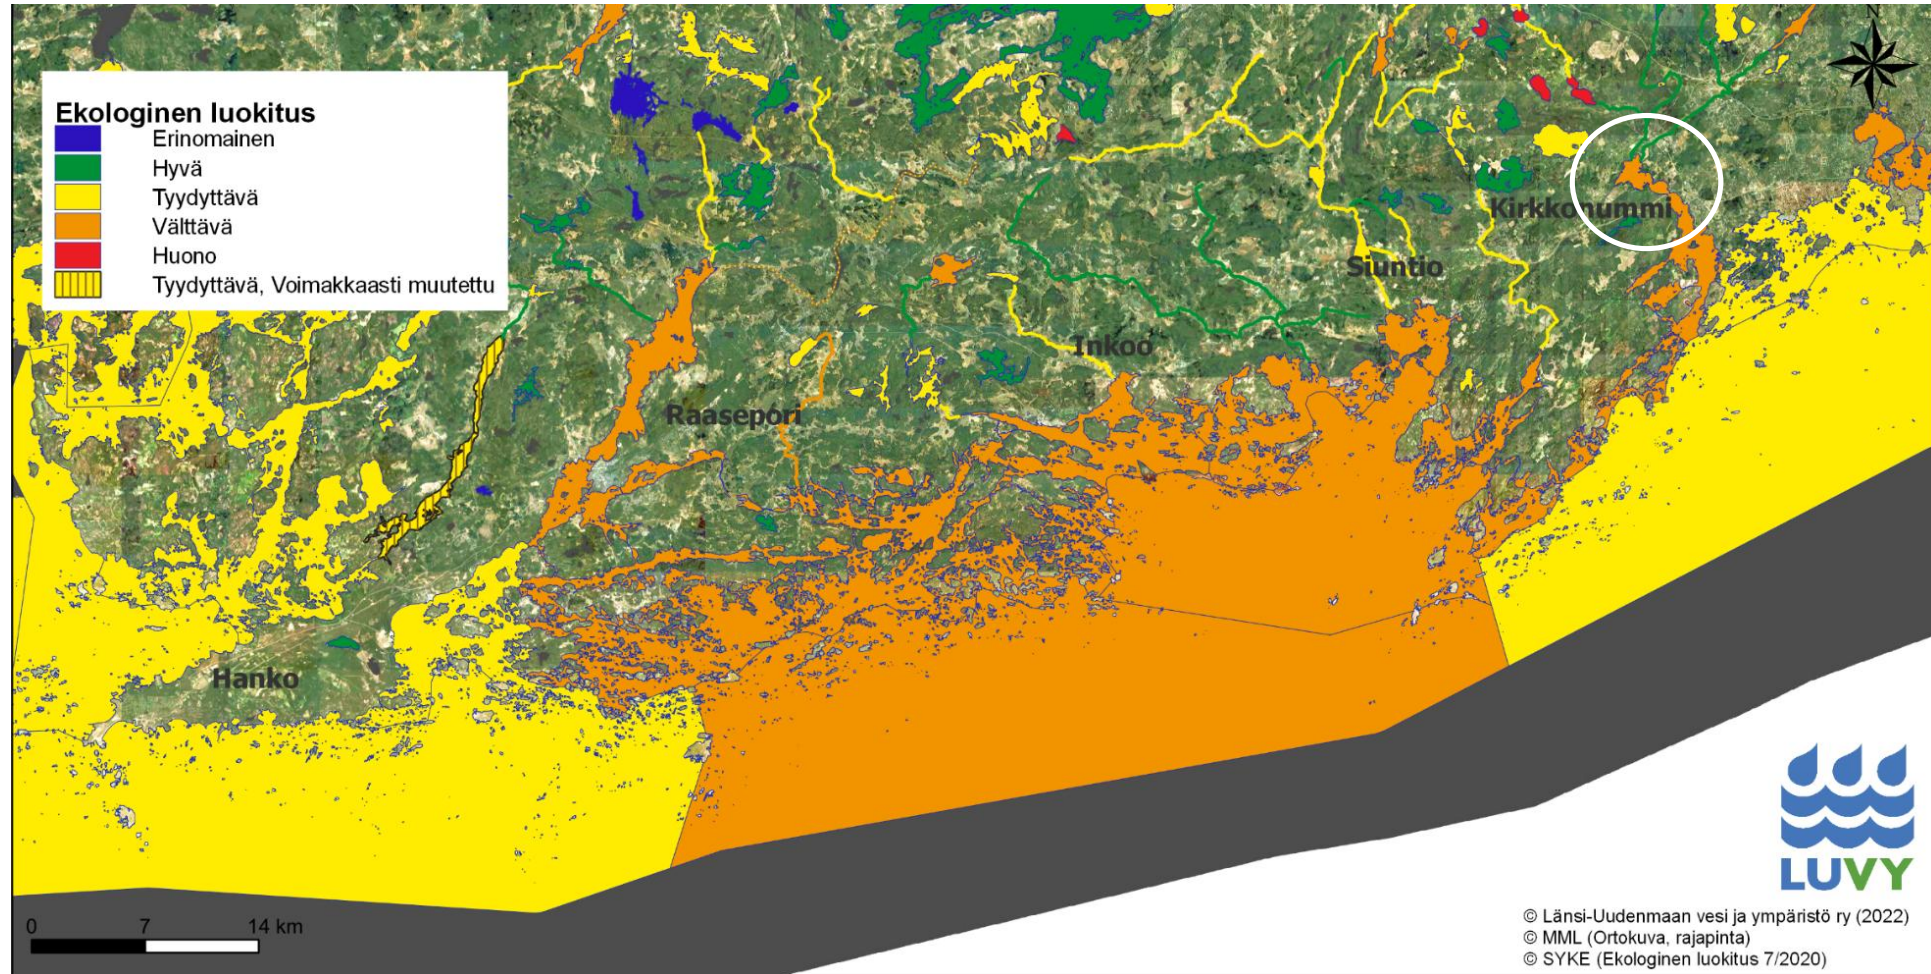 N
Ekologinen luokitus
Erinomainen
Hyvä
Tyydyttävä
Välttävä
Huono
Tyydyttävä, Voimakkaasti muutettu
Kirkkonummi
Siuntio
Inkoo
Raasepori
Hanko
LUVY
0 7 14 km
© Länsi-Uudenmaan vesi ja ympäristö ry (2022)
© MML (Ortokuva, rajapinta)
© SYKE (Ekologinen luokitus 7/2020)